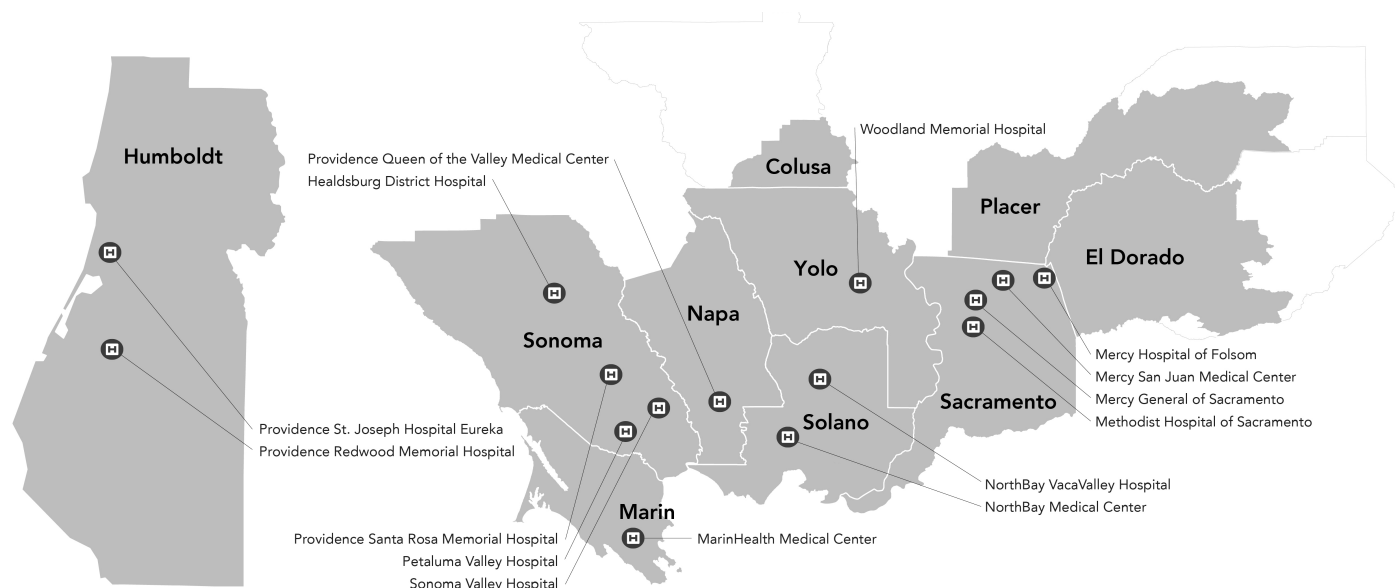 Woodland Memorial Hospital
Humboldt
Providence Queen of the Valley Medical Center
Colusa
Healdsburg District Hospital
Placer
El Dorado
Yolo
Napa
Sonoma
Mercy Hospital of Folsom
Mercy San Juan Medical Center
Mercy General of Sacramento
Sacramento
Methodist Hospital of Sacramento
Solano
Providence St. Joseph Hospital Eureka
Providence Redwood Memorial Hospital
NorthBay VacaValley Hospital
NorthBay Medical Center
Marin
Providence Santa Rosa Memorial Hospital
MarinHealth Medical Center
Petaluma Valley Hospital
Sonoma Valley Hospital